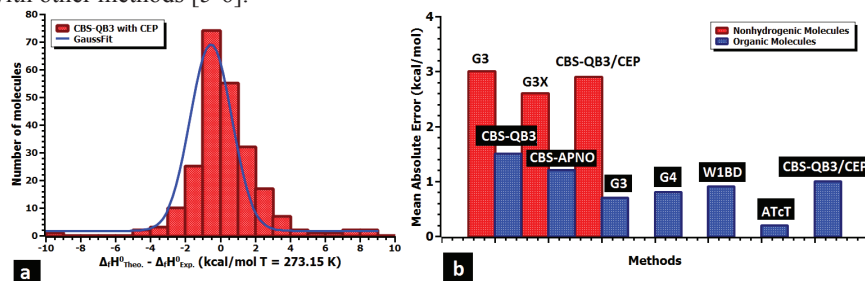 with other methods [5-6].
CBS-QB3 with CEP
GaussFit
Number of molecules
80
70
60
50
40
30
20
10
0
-10 -8 -6 -4 -2 0 2 4 6 8 10
ΔfH⁰Theo. - ΔfH⁰Exp. (kcal/mol T = 273.15 K)
a
Nonhydrogenic Molecules
Organic Molecules
Mean Absolute Error (kcal/mol)
4
3
2
1
0
G3
G3X
CBS-QB3/CEP
CBS-QB3
CBS-APNO
G3
G4
W1BD
ATcT
CBS-QB3/CEP
Methods
b